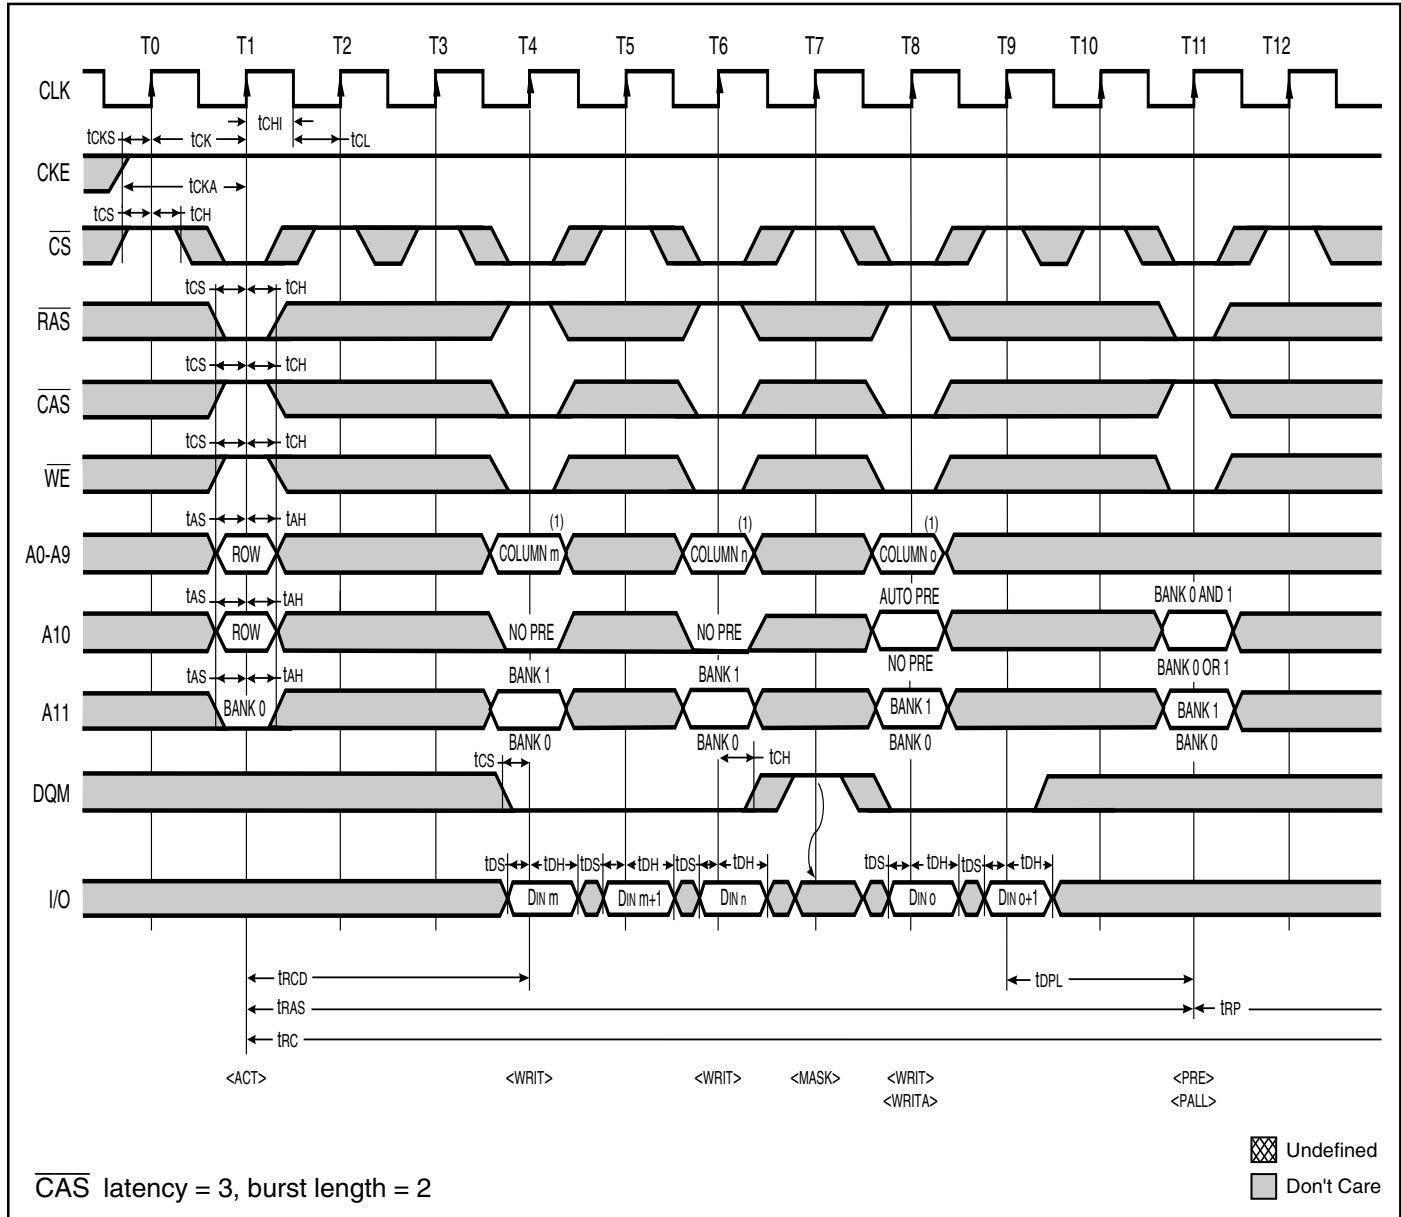 T0 T1 T2 T3 T4 T5 T6 T7 T8 T9 T10 T11 T12
CLK
tCHI
tCKS tCK tCL
CKE
tCKA
tCS tCH
CS
tCS tCH
RAS
tCS tCH
CAS
tCS tCH
WE
tAS tAH (1) (1) (1)
A0-A9 ROW COLUMN m COLUMN n COLUMN o
tAS tAH AUTO PRE BANK 0 AND 1
A10 ROW NO PRE NO PRE
NO PRE BANK 0 OR 1
tAS tAH BANK 1 BANK 1
A11 BANK 0 BANK 1 BANK 1
BANK 0 BANK 0 BANK 0 BANK 0
tCS tCH
DQM
tDS tDH tDS tDH tDS tDH tDS tDH tDS tDH
I/O DIN m DIN m+1 DIN n DIN o DIN o+1
tRCD tDPL
tRAS tRP
tRC
<ACT> <WRIT> <WRIT> <MASK> <WRIT> <PRE>
<WRITA> <PALL>
Undefined
Don't Care
CAS latency = 3, burst length = 2